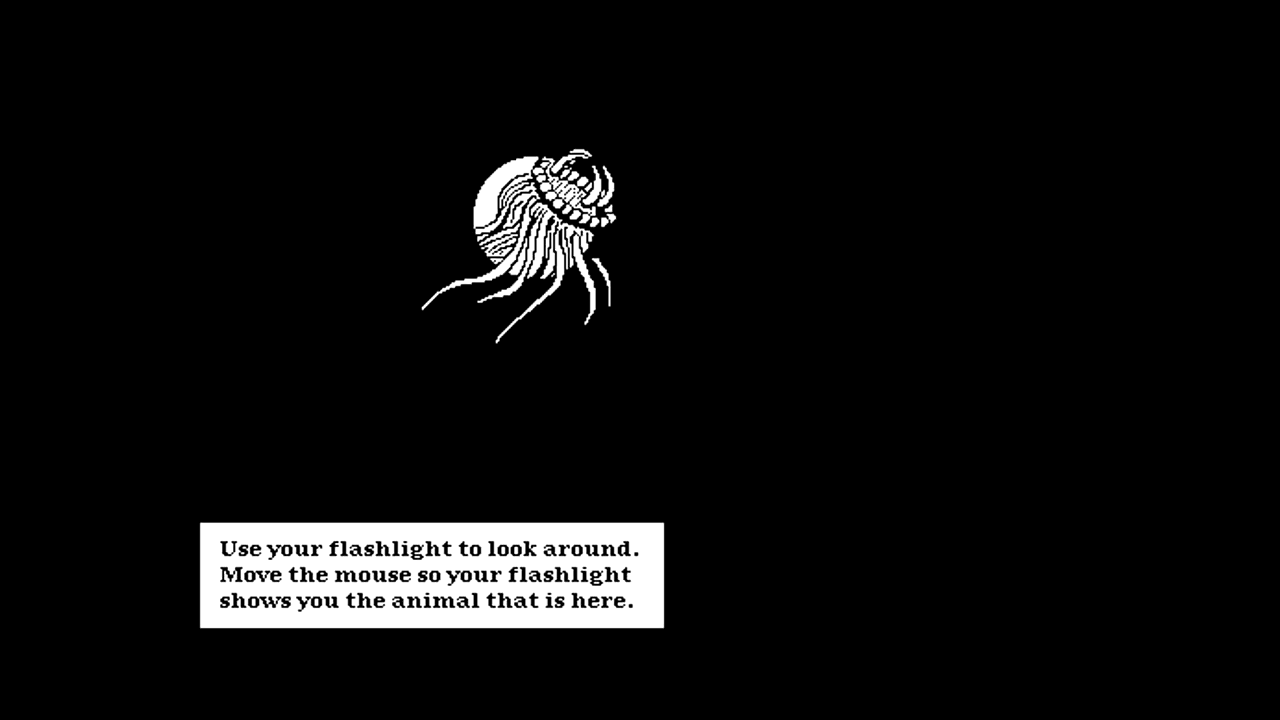 Use your flashlight to look around.
Move the mouse so your flashlight
shows you the animal that is here.